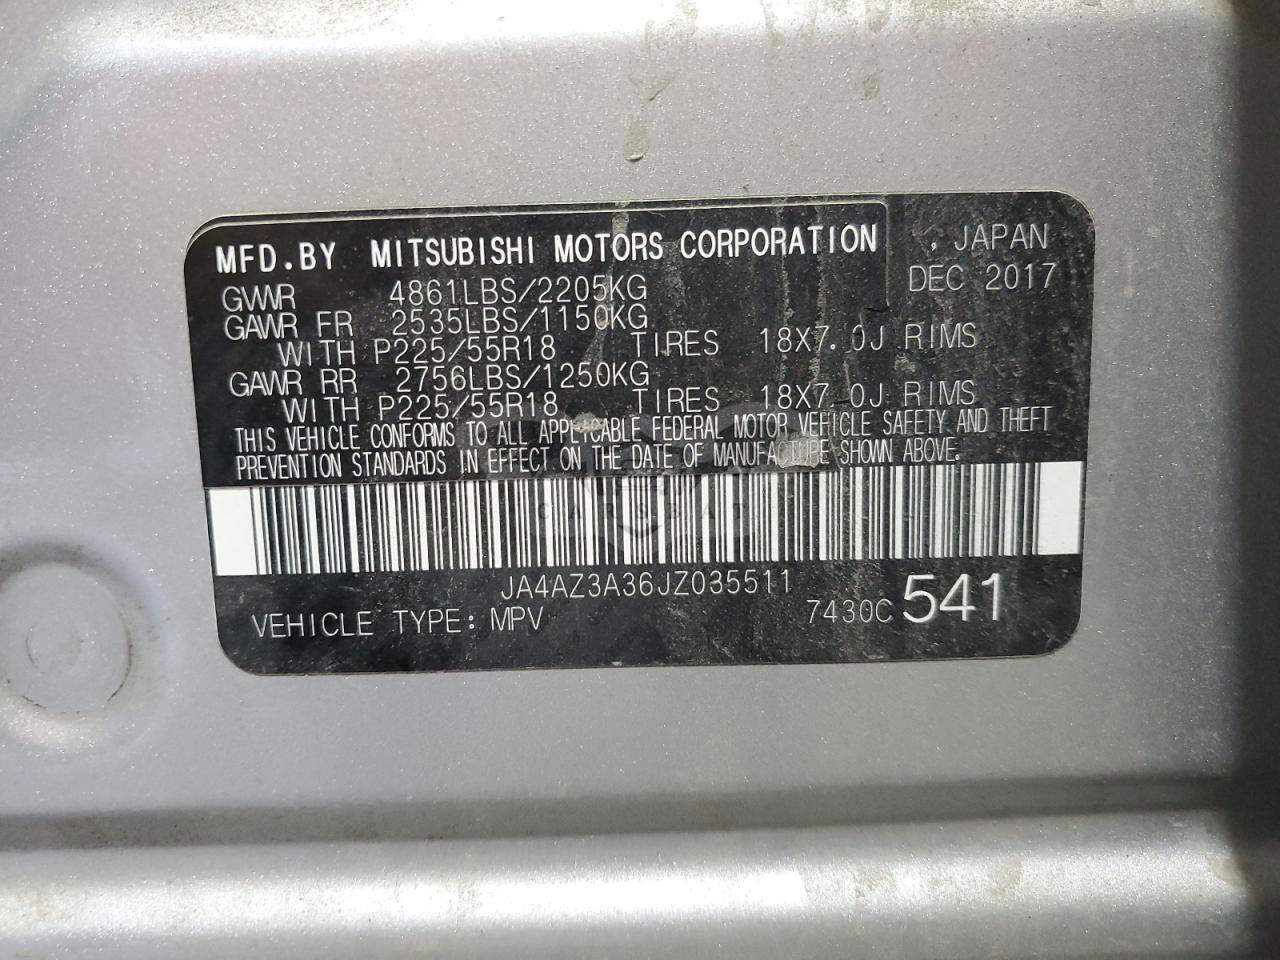 MFD.BY MITSUBISHI MOTORS CORPORATION , JAPAN
GVWR 4861LBS/2205KG DEC 2017
GAWR FR 2535LBS/1150KG
WITH P225/55R18 TIRES 18X7.0J RIMS
GAWR RR 2756LBS/1250KG
WITH P225/55R18 TIRES 18X7.0J RIMS
THIS VEHICLE CONFORMS TO ALL APPLICABLE FEDERAL MOTOR VEHICLE SAFETY AND THEFT
PREVENTION STANDARDS IN EFFECT ON THE DATE OF MANUFACTURE SHOWN ABOVE.
JA4AZ3A36JZ035511
VEHICLE TYPE: MPV 7430C 541